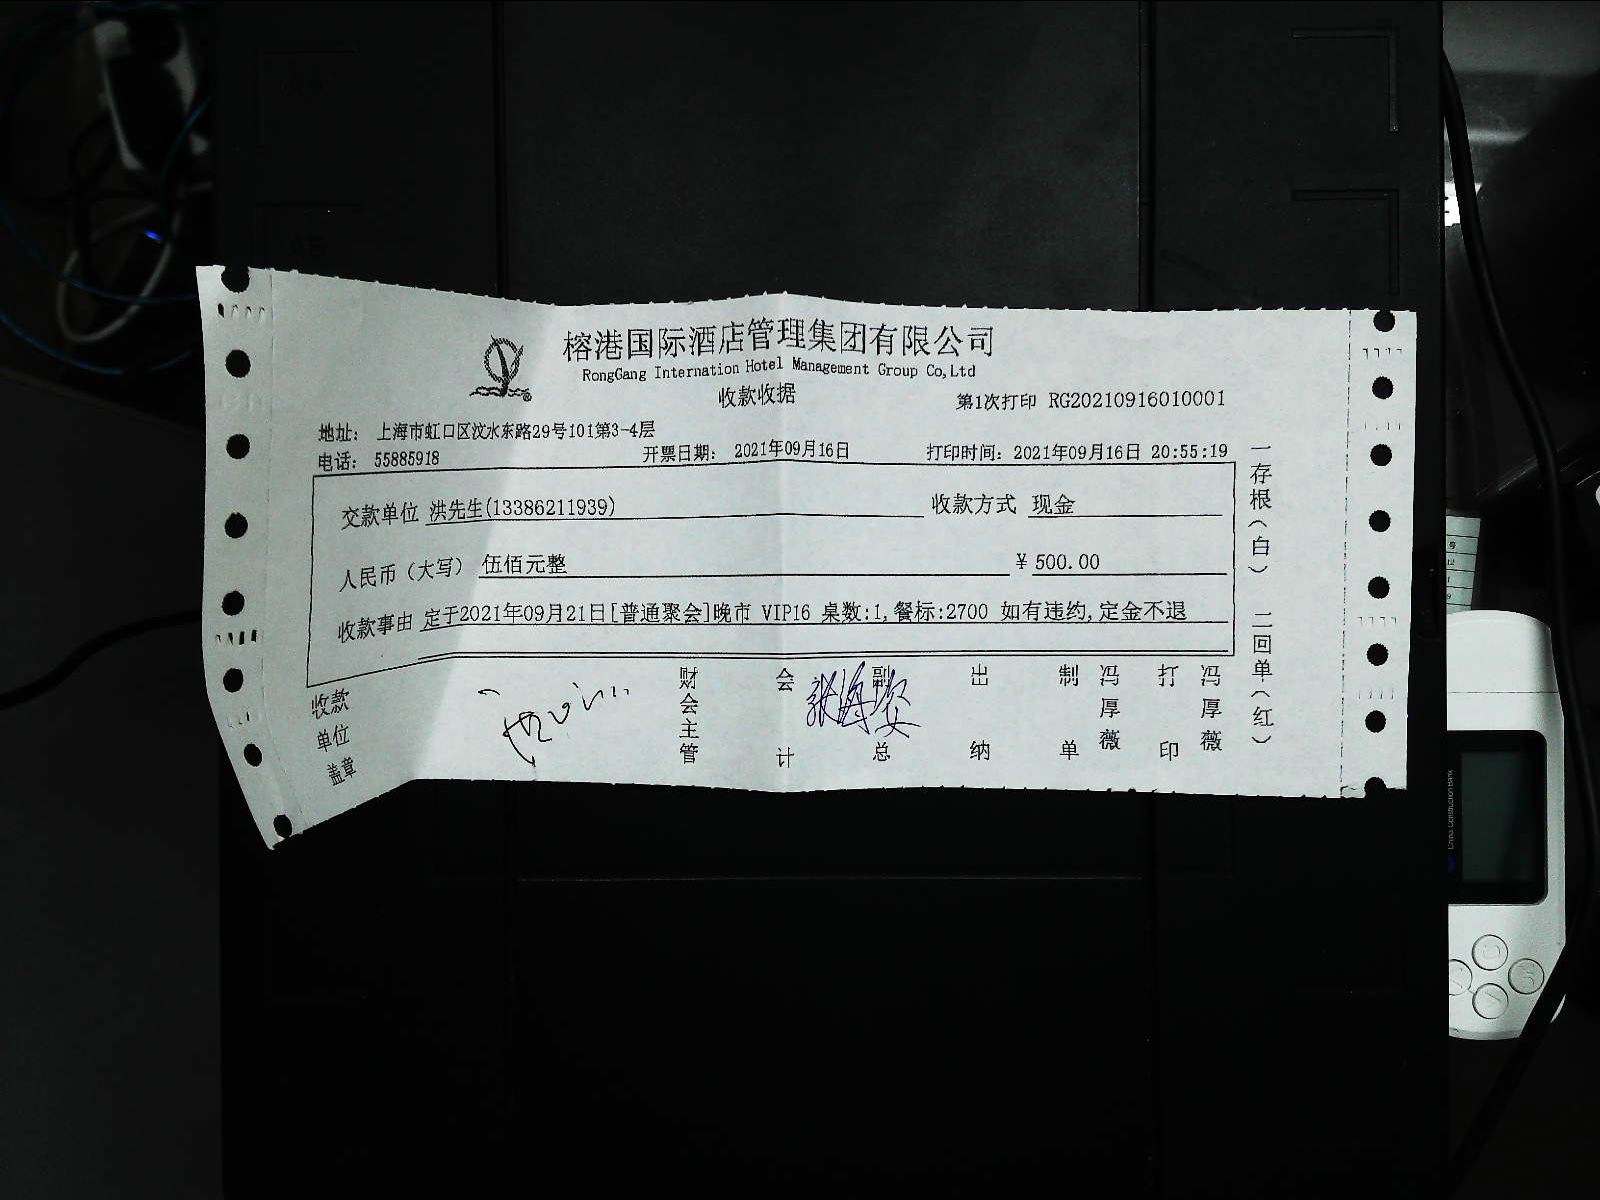 榕港国际酒店管理集团有限公司
RongGang Internation Hotel Management Group Co,Ltd
收款收据
第1次打印 RG20210916010001
地址： 上海市虹口区汶水东路29号101第3-4层
电话： 55885918 开票日期： 2021年09月16日 打印时间：2021年09月16日 20:55:19
交款单位 洪先生(13386211939) 收款方式 现金
人民币（大写） 伍佰元整 ￥500.00
收款事由 定于2021年09月21日[普通聚会]晚市 VIP16 桌数:1,餐标:2700 如有违约,定金不退
收款单位盖章
财会主管
会计
副总
出纳
制单 冯厚薇
打印 冯厚薇
一存根（白） 二回单（红）
China Construction Bank